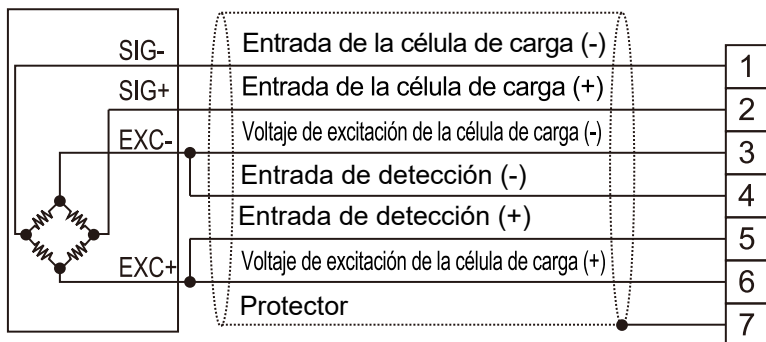 SIG- Entrada de la célula de carga (-) 1
SIG+ Entrada de la célula de carga (+) 2
EXC- Voltaje de excitación de la célula de carga (-) 3
Entrada de detección (-) 4
Entrada de detección (+) 5
EXC+ Voltaje de excitación de la célula de carga (+) 6
Protector 7